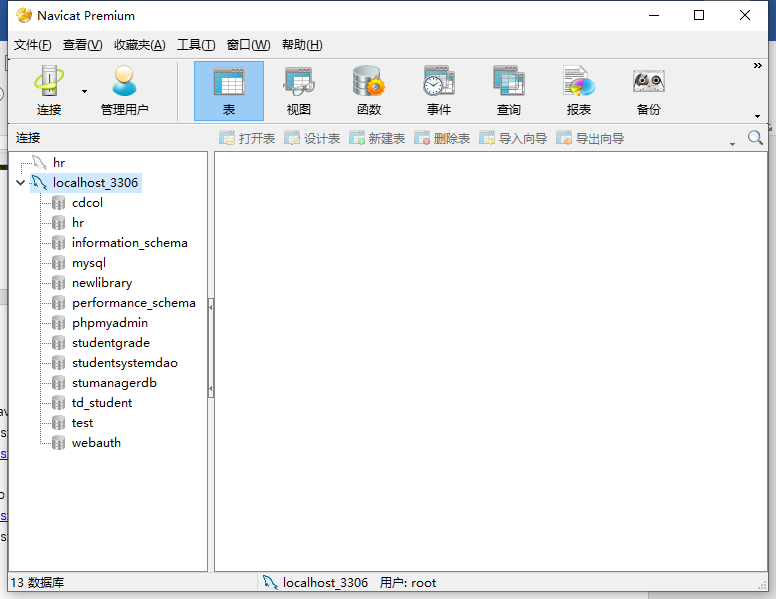 Navicat Premium
文件(F) 查看(V) 收藏夹(A) 工具(T) 窗口(W) 帮助(H)
连接 管理用户 表 视图 函数 事件 查询 报表 备份
连接 打开表 设计表 新建表 删除表 导入向导 导出向导
hr
localhost_3306
cdcol
hr
information_schema
mysql
newlibrary
performance_schema
phpmyadmin
studentgrade
studentsystemdao
stumanagerdb
td_student
test
webauth
13 数据库 localhost_3306 用户: root